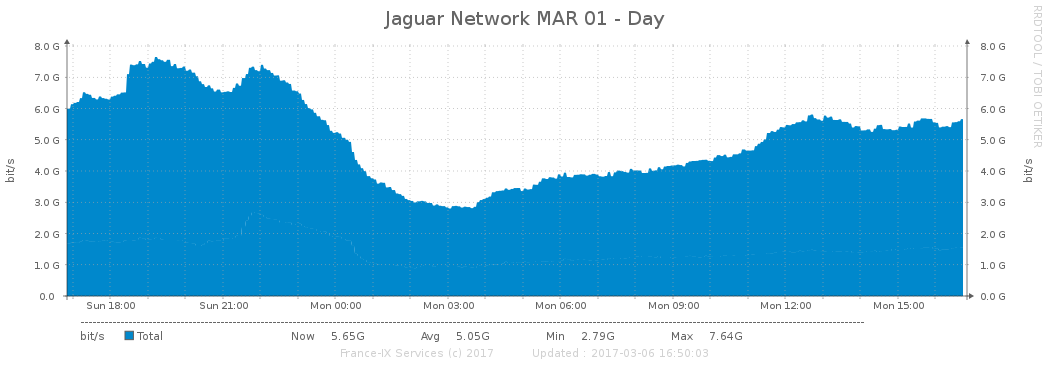 Jaguar Network MAR 01 - Day
RRDTOOL / TOBI OETIKER
bit/s
bit/s
8.0 G 8.0 G
7.0 G 7.0 G
6.0 G 6.0 G
5.0 G 5.0 G
4.0 G 4.0 G
3.0 G 3.0 G
2.0 G 2.0 G
1.0 G 1.0 G
0.0 0.0 G
Sun 18:00 Sun 21:00 Mon 00:00 Mon 03:00 Mon 06:00 Mon 09:00 Mon 12:00 Mon 15:00
bit/s Total Now 5.65G Avg 5.05G Min 2.79G Max 7.64G
France-IX Services (c) 2017 Updated : 2017-03-06 16:50:03